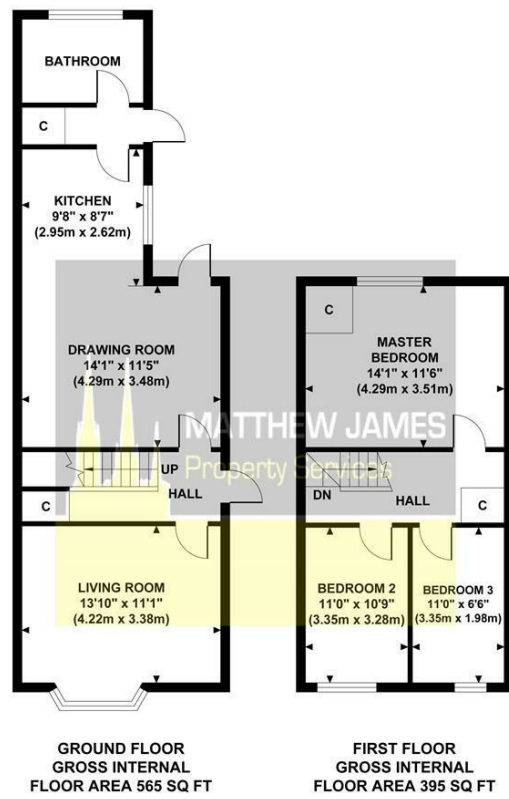 BATHROOM
C
KITCHEN
9'8" x 8'7"
(2.95m x 2.62m)
DRAWING ROOM
14'1" x 11'5"
(4.29m x 3.48m)
UP
HALL
C
LIVING ROOM
13'10" x 11'1"
(4.22m x 3.38m)
GROUND FLOOR
GROSS INTERNAL
FLOOR AREA 565 SQ FT
C
MASTER
BEDROOM
14'1" x 11'6"
(4.29m x 3.51m)
DN
HALL
C
BEDROOM 2
11'0" x 10'9"
(3.35m x 3.28m)
BEDROOM 3
11'0" x 6'6"
(3.35m x 1.98m)
FIRST FLOOR
GROSS INTERNAL
FLOOR AREA 395 SQ FT
MATTHEW JAMES
Property Services